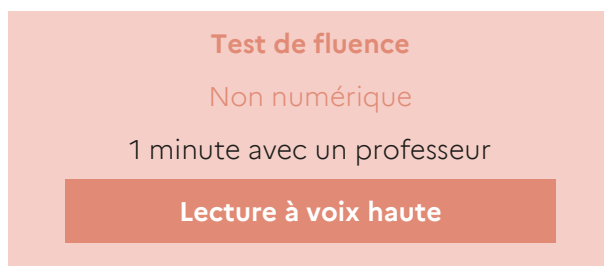 Test de fluence
Non numérique
1 minute avec un professeur
Lecture à voix haute